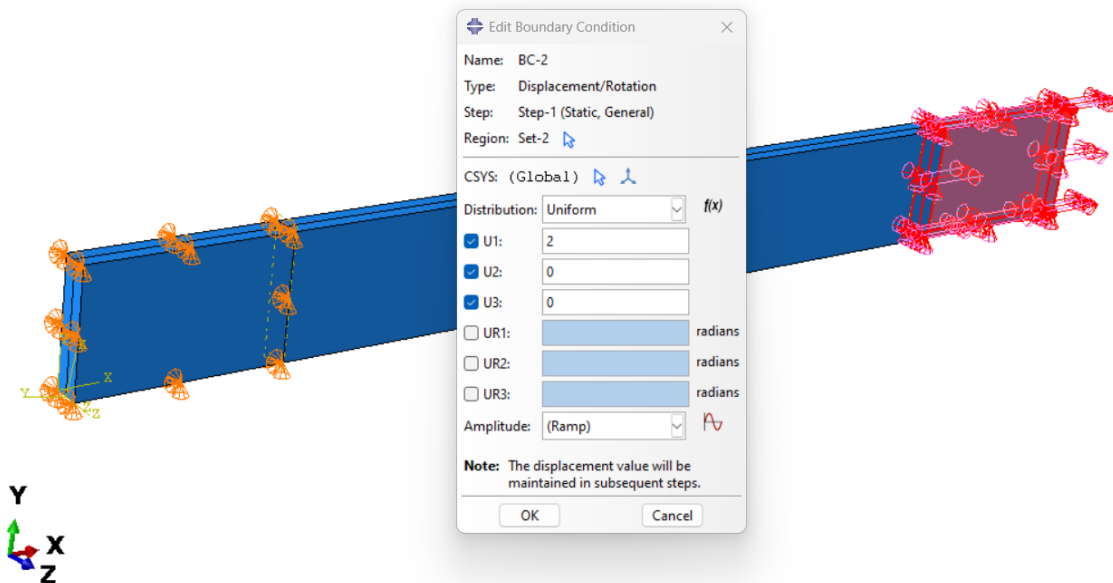 Edit Boundary Condition
Name: BC-2
Type: Displacement/Rotation
Step: Step-1 (Static, General)
Region: Set-2
CSYS: (Global)
Distribution: Uniform f(x)
U1: 2
U2: 0
U3: 0
UR1: radians
UR2: radians
UR3: radians
Amplitude: (Ramp)
Note: The displacement value will be
maintained in subsequent steps.
OK Cancel
X
Y
Z
Z
Y
X
Z